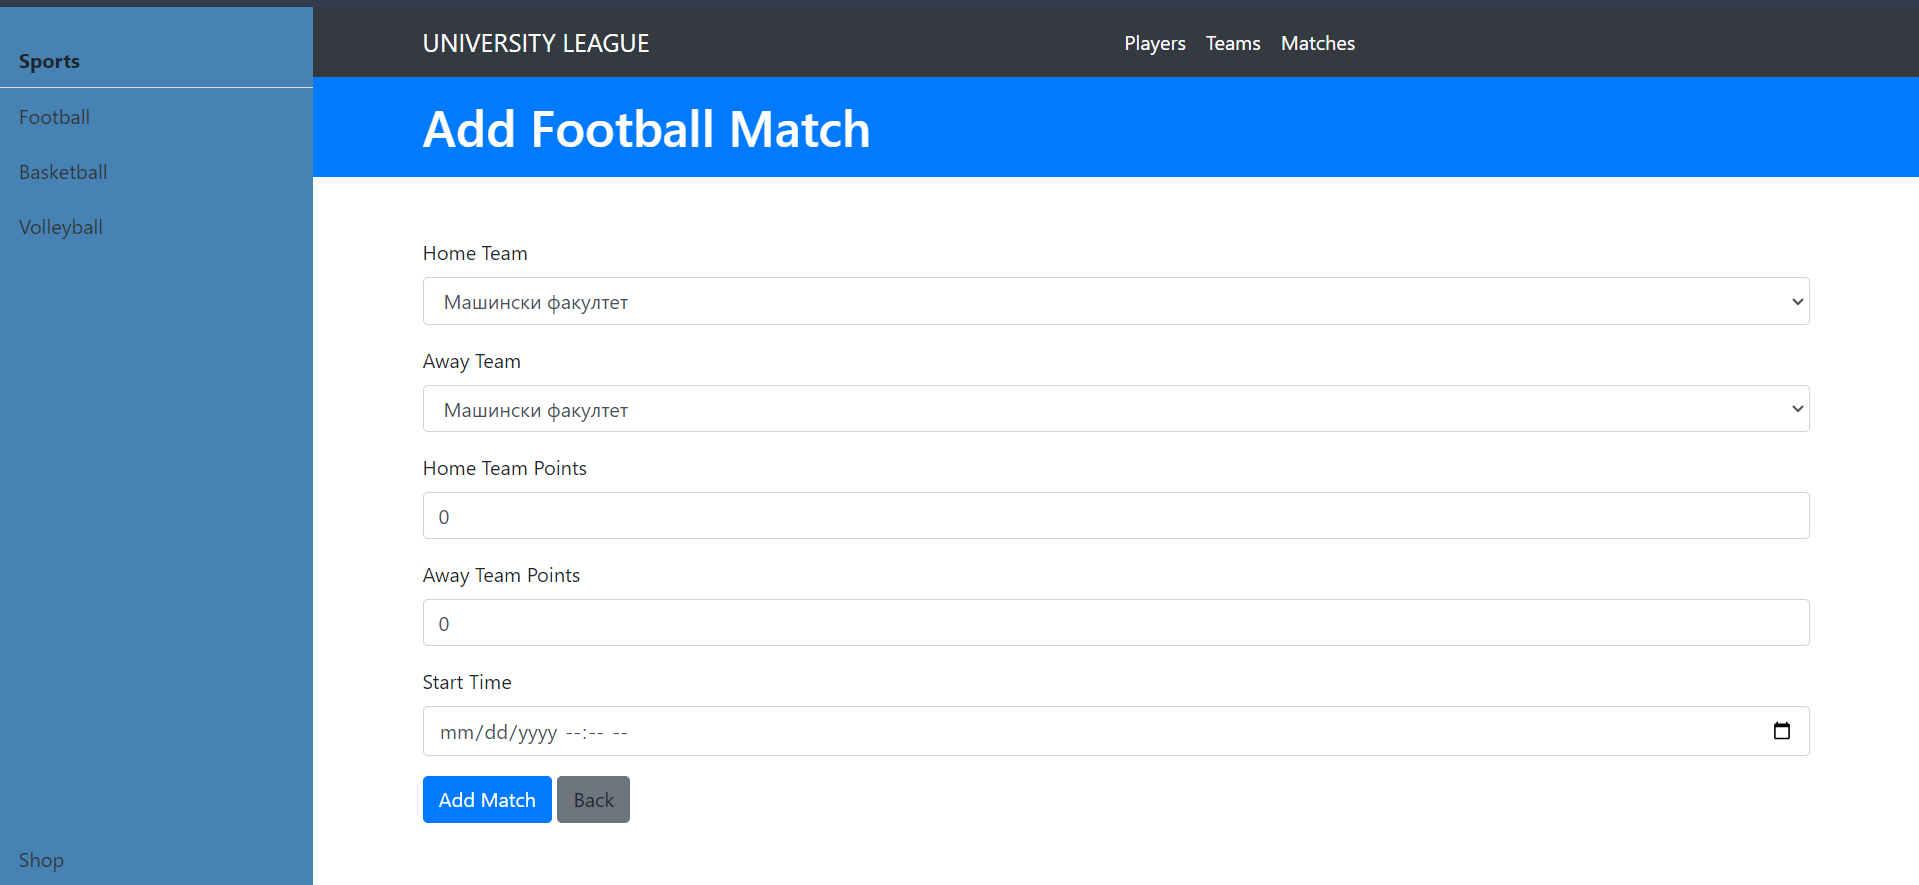 Sports
Football
Basketball
Volleyball
Shop
UNIVERSITY LEAGUE
Players Teams Matches
Add Football Match
Home Team
Машински факултет
Away Team
Машински факултет
Home Team Points
0
Away Team Points
0
Start Time
mm/dd/yyyy --:-- --
Add Match Back